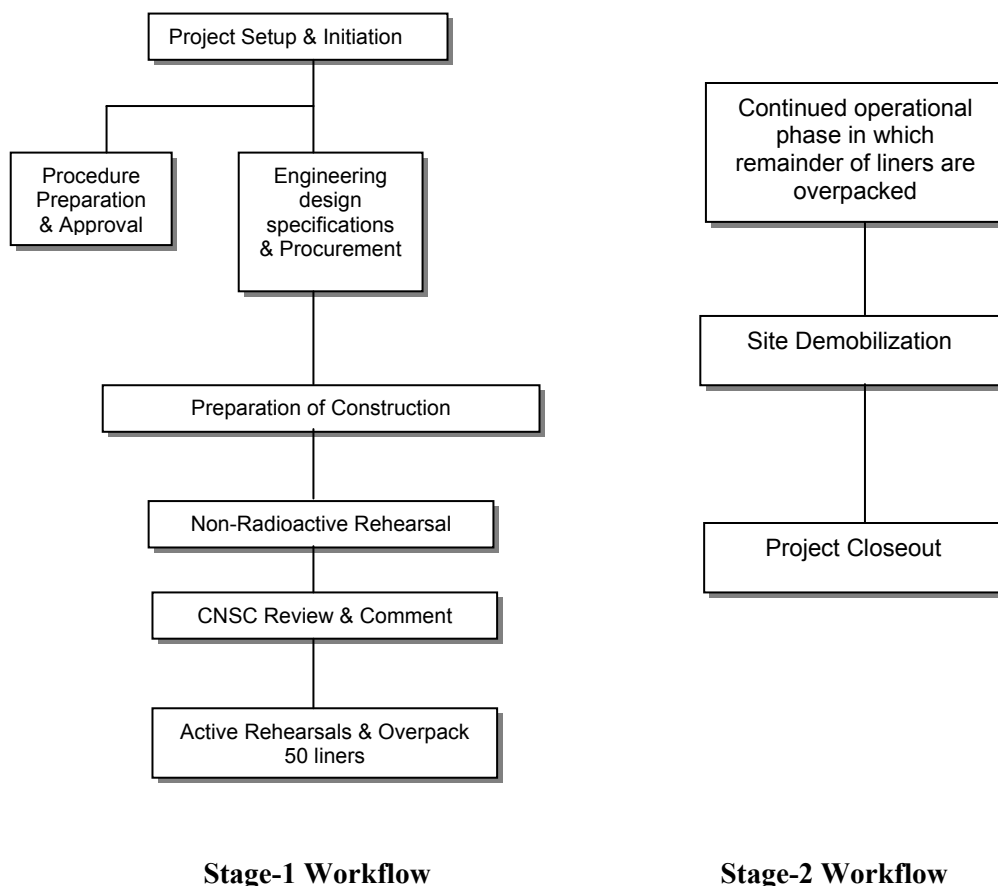 Project Setup & Initiation
Procedure
Preparation
& Approval
Engineering
design
specifications
& Procurement
Preparation of Construction
Non-Radioactive Rehearsal
CNSC Review & Comment
Active Rehearsals & Overpack
50 liners
Stage-1 Workflow
Continued operational
phase in which
remainder of liners are
overpacked
Site Demobilization
Project Closeout
Stage-2 Workflow